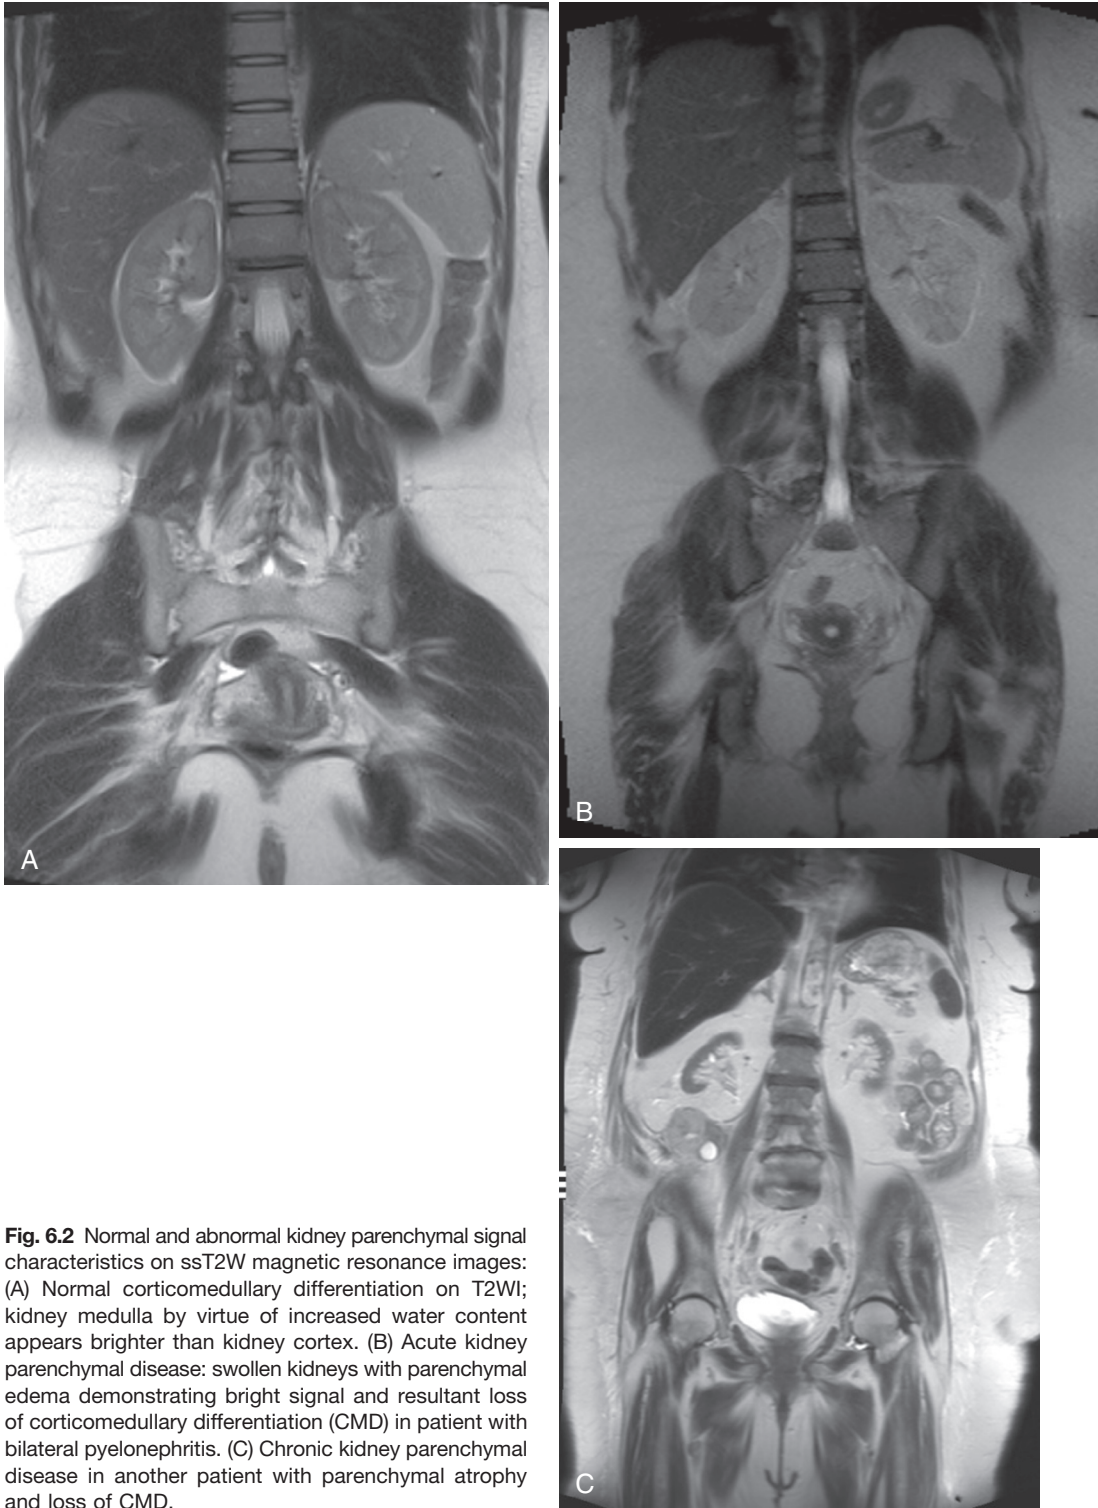 A
B
C
Fig. 6.2 Normal and abnormal kidney parenchymal signal
characteristics on ssT2W magnetic resonance images:
(A) Normal corticomedullary differentiation on T2WI;
kidney medulla by virtue of increased water content
appears brighter than kidney cortex. (B) Acute kidney
parenchymal disease: swollen kidneys with parenchymal
edema demonstrating bright signal and resultant loss
of corticomedullary differentiation (CMD) in patient with
bilateral pyelonephritis. (C) Chronic kidney parenchymal
disease in another patient with parenchymal atrophy
and loss of CMD.